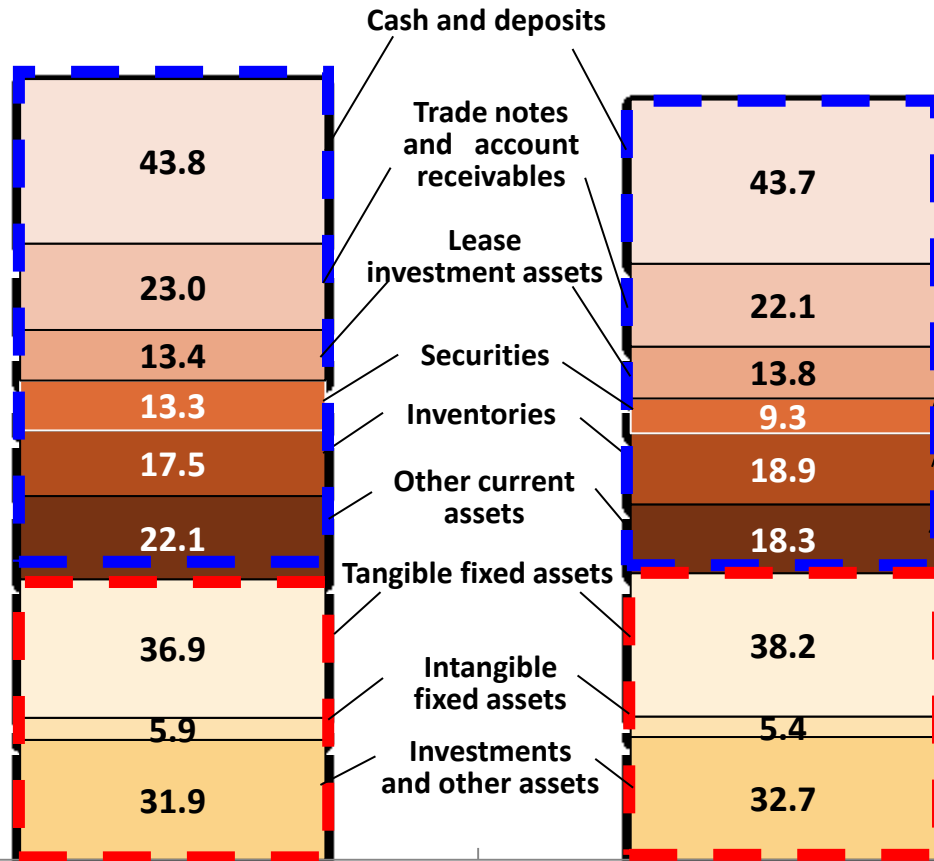 Cash and deposits
Trade notes
and account
receivables
Lease
investment assets
Securities
Inventories
Other current
assets
Tangible fixed assets
Intangible
fixed assets
Investments
and other assets
43.8
23.0
13.4
13.3
17.5
22.1
36.9
5.9
31.9
43.7
22.1
13.8
9.3
18.9
18.3
38.2
5.4
32.7